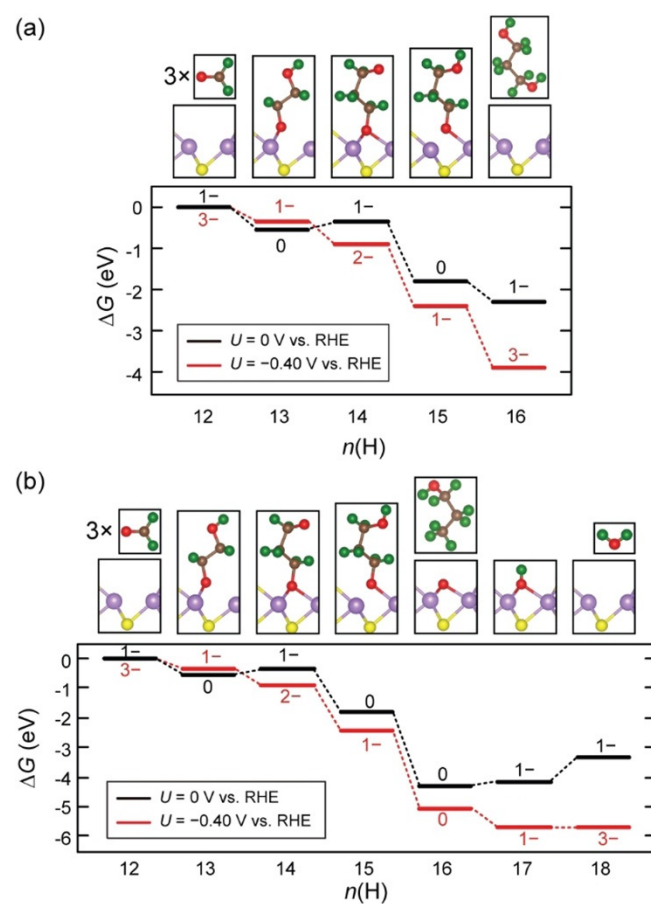 (a)
3×
1− 1− 1− 0 1−
3− 0 2− 1− 3−
0
-1
-2
-3
-4
ΔG (eV)
U = 0 V vs. RHE
U = −0.40 V vs. RHE
12 13 14 15 16
n(H)
(b)
3×
1− 1− 1− 0 0 1− 1−
3− 0 2− 1− 0 1− 3−
0
-1
-2
-3
-4
-5
-6
ΔG (eV)
U = 0 V vs. RHE
U = −0.40 V vs. RHE
12 13 14 15 16 17 18
n(H)